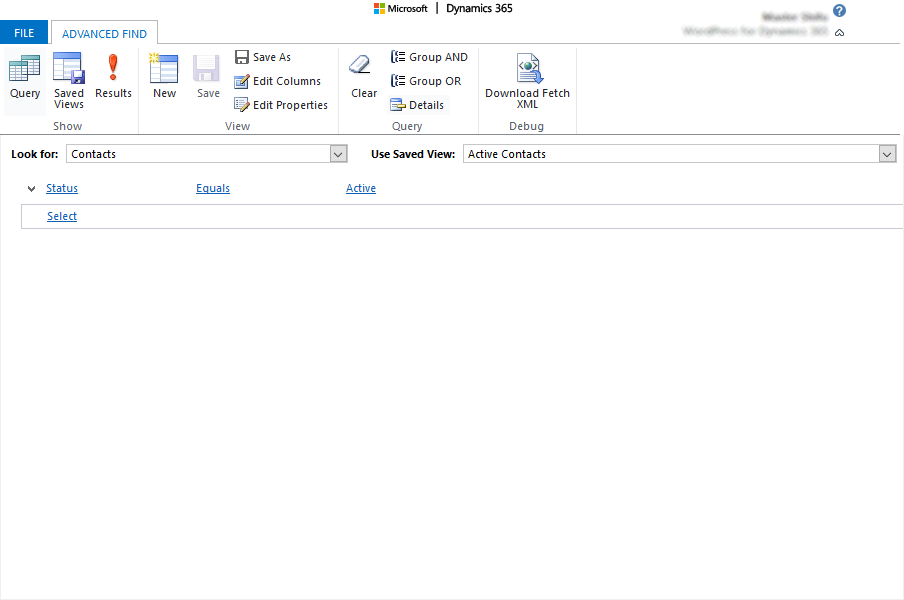 Microsoft | Dynamics 365
FILE
ADVANCED FIND
Query
Saved Views
Results
Show
New
Save
Save As
Edit Columns
Edit Properties
View
Clear
Group AND
Group OR
Details
Query
Download Fetch XML
Debug
Look for: Contacts
Use Saved View: Active Contacts
Status Equals Active
Select